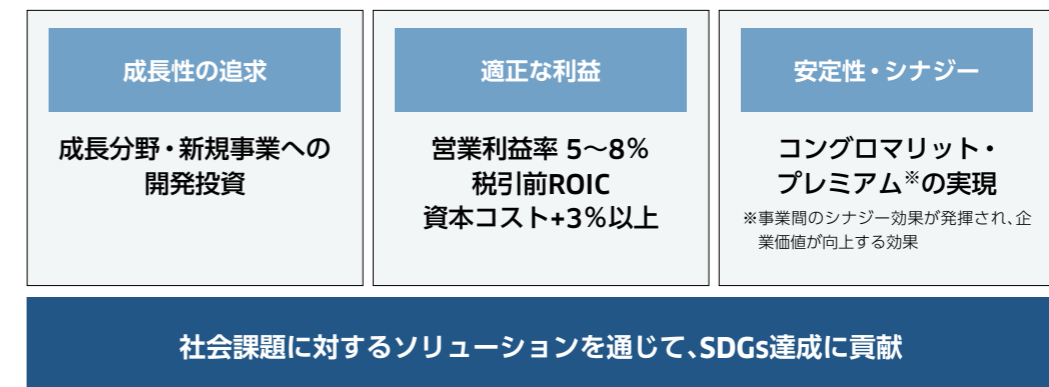 成長性の追求
成長分野・新規事業への
開発投資
適正な利益
営業利益率 5～8％
税引前ROIC
資本コスト+3％以上
安定性・シナジー
コングロマリット・
プレミアム※の実現
※事業間のシナジー効果が発揮され、企
業価値が向上する効果
社会課題に対するソリューションを通じて、SDGs達成に貢献